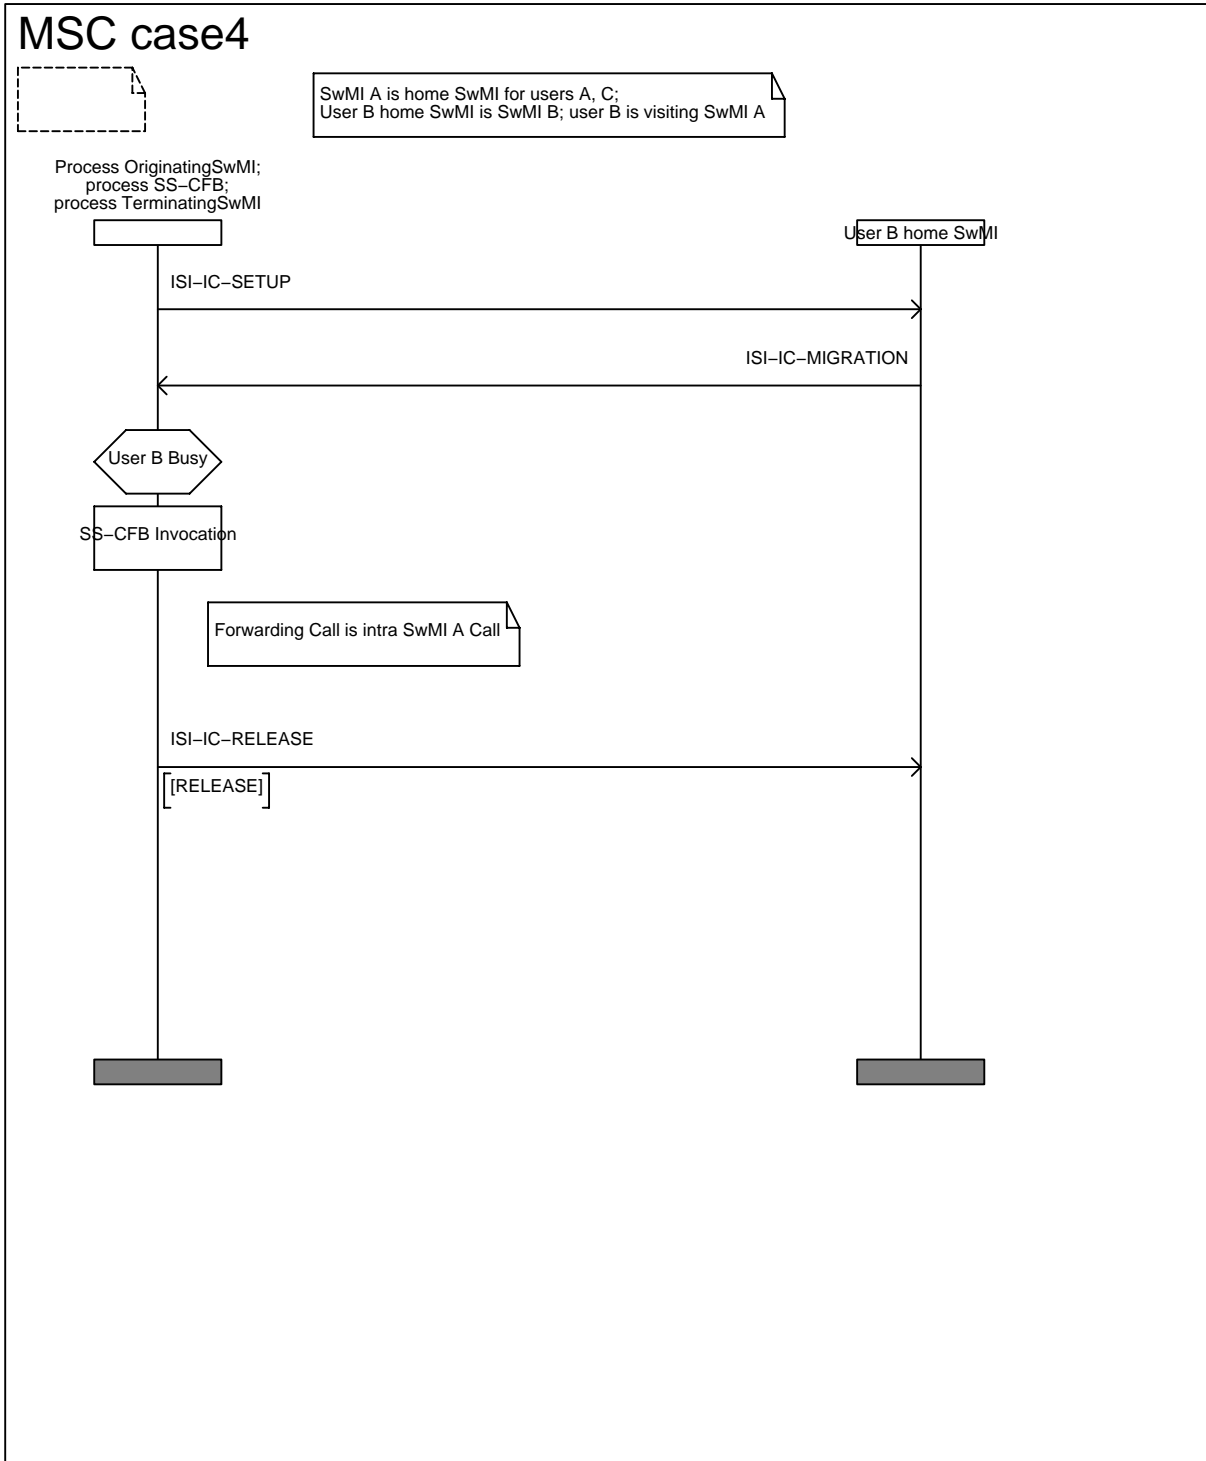 MSC case4
SwMI A is home SwMI for users A, C;
User B home SwMI is SwMI B; user B is visiting SwMI A
Process OriginatingSwMI;
process SS−CFB;
process TerminatingSwMI
User B home SwMI
ISI−IC−SETUP
ISI−IC−MIGRATION
User B Busy
SS−CFB Invocation
Forwarding Call is intra SwMI A Call
ISI−IC−RELEASE
[RELEASE]